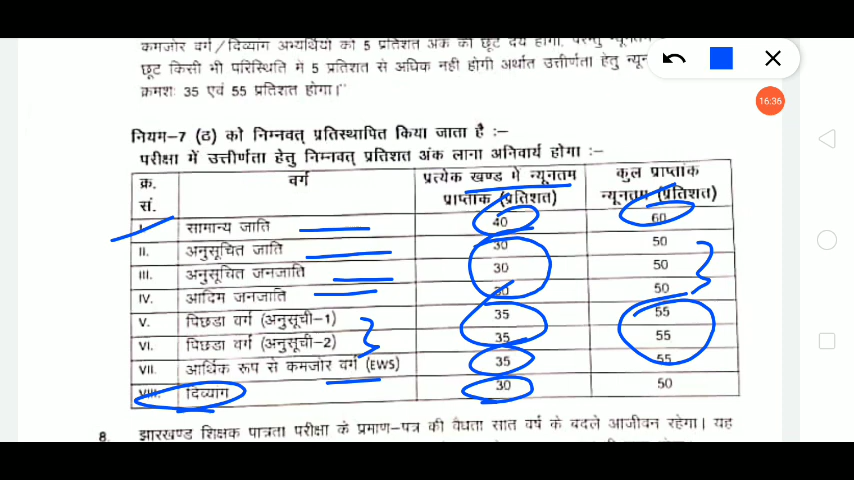 कमजोर वर्ग/दिव्यांग अभ्यर्थियों को 5 प्रतिशत अंक की छूट देय होगी, परन्तु न्यूनतम
छूट किसी भी परिस्थिति में 5 प्रतिशत से अधिक नही होगी अर्थात उत्तीर्णता हेतु
क्रमशः 35 एवं 55 प्रतिशत होगा।"
16:36
नियम-7 (ठ) को निम्नवत् प्रतिस्थापित किया जाता है :–
परीक्षा में उत्तीर्णता हेतु निम्नवत् प्रतिशत अंक लाना अनिवार्य होगा :–
क्र. सं. वर्ग प्रत्येक खण्ड में न्यूनतम प्राप्तांक (प्रतिशत) कुल प्राप्तांक न्यूनतम (प्रतिशत)
I. सामान्य जाति 40 60
II. अनुसूचित जाति 30 50
III. अनुसूचित जनजाति 30 50
IV. आदिम जनजाति 30 50
V. पिछडा वर्ग (अनुसूची-1) 35 55
VI. पिछडा वर्ग (अनुसूची-2) 35 55
VII. आर्थिक रूप से कमजोर वर्ग (EWS) 35 55
VIII. दिव्यांग 30 50
8. झारखण्ड शिक्षक पात्रता परीक्षा के प्रमाण-पत्र की वैधता सात वर्ष के बदले आजीवन रहेगा। यह